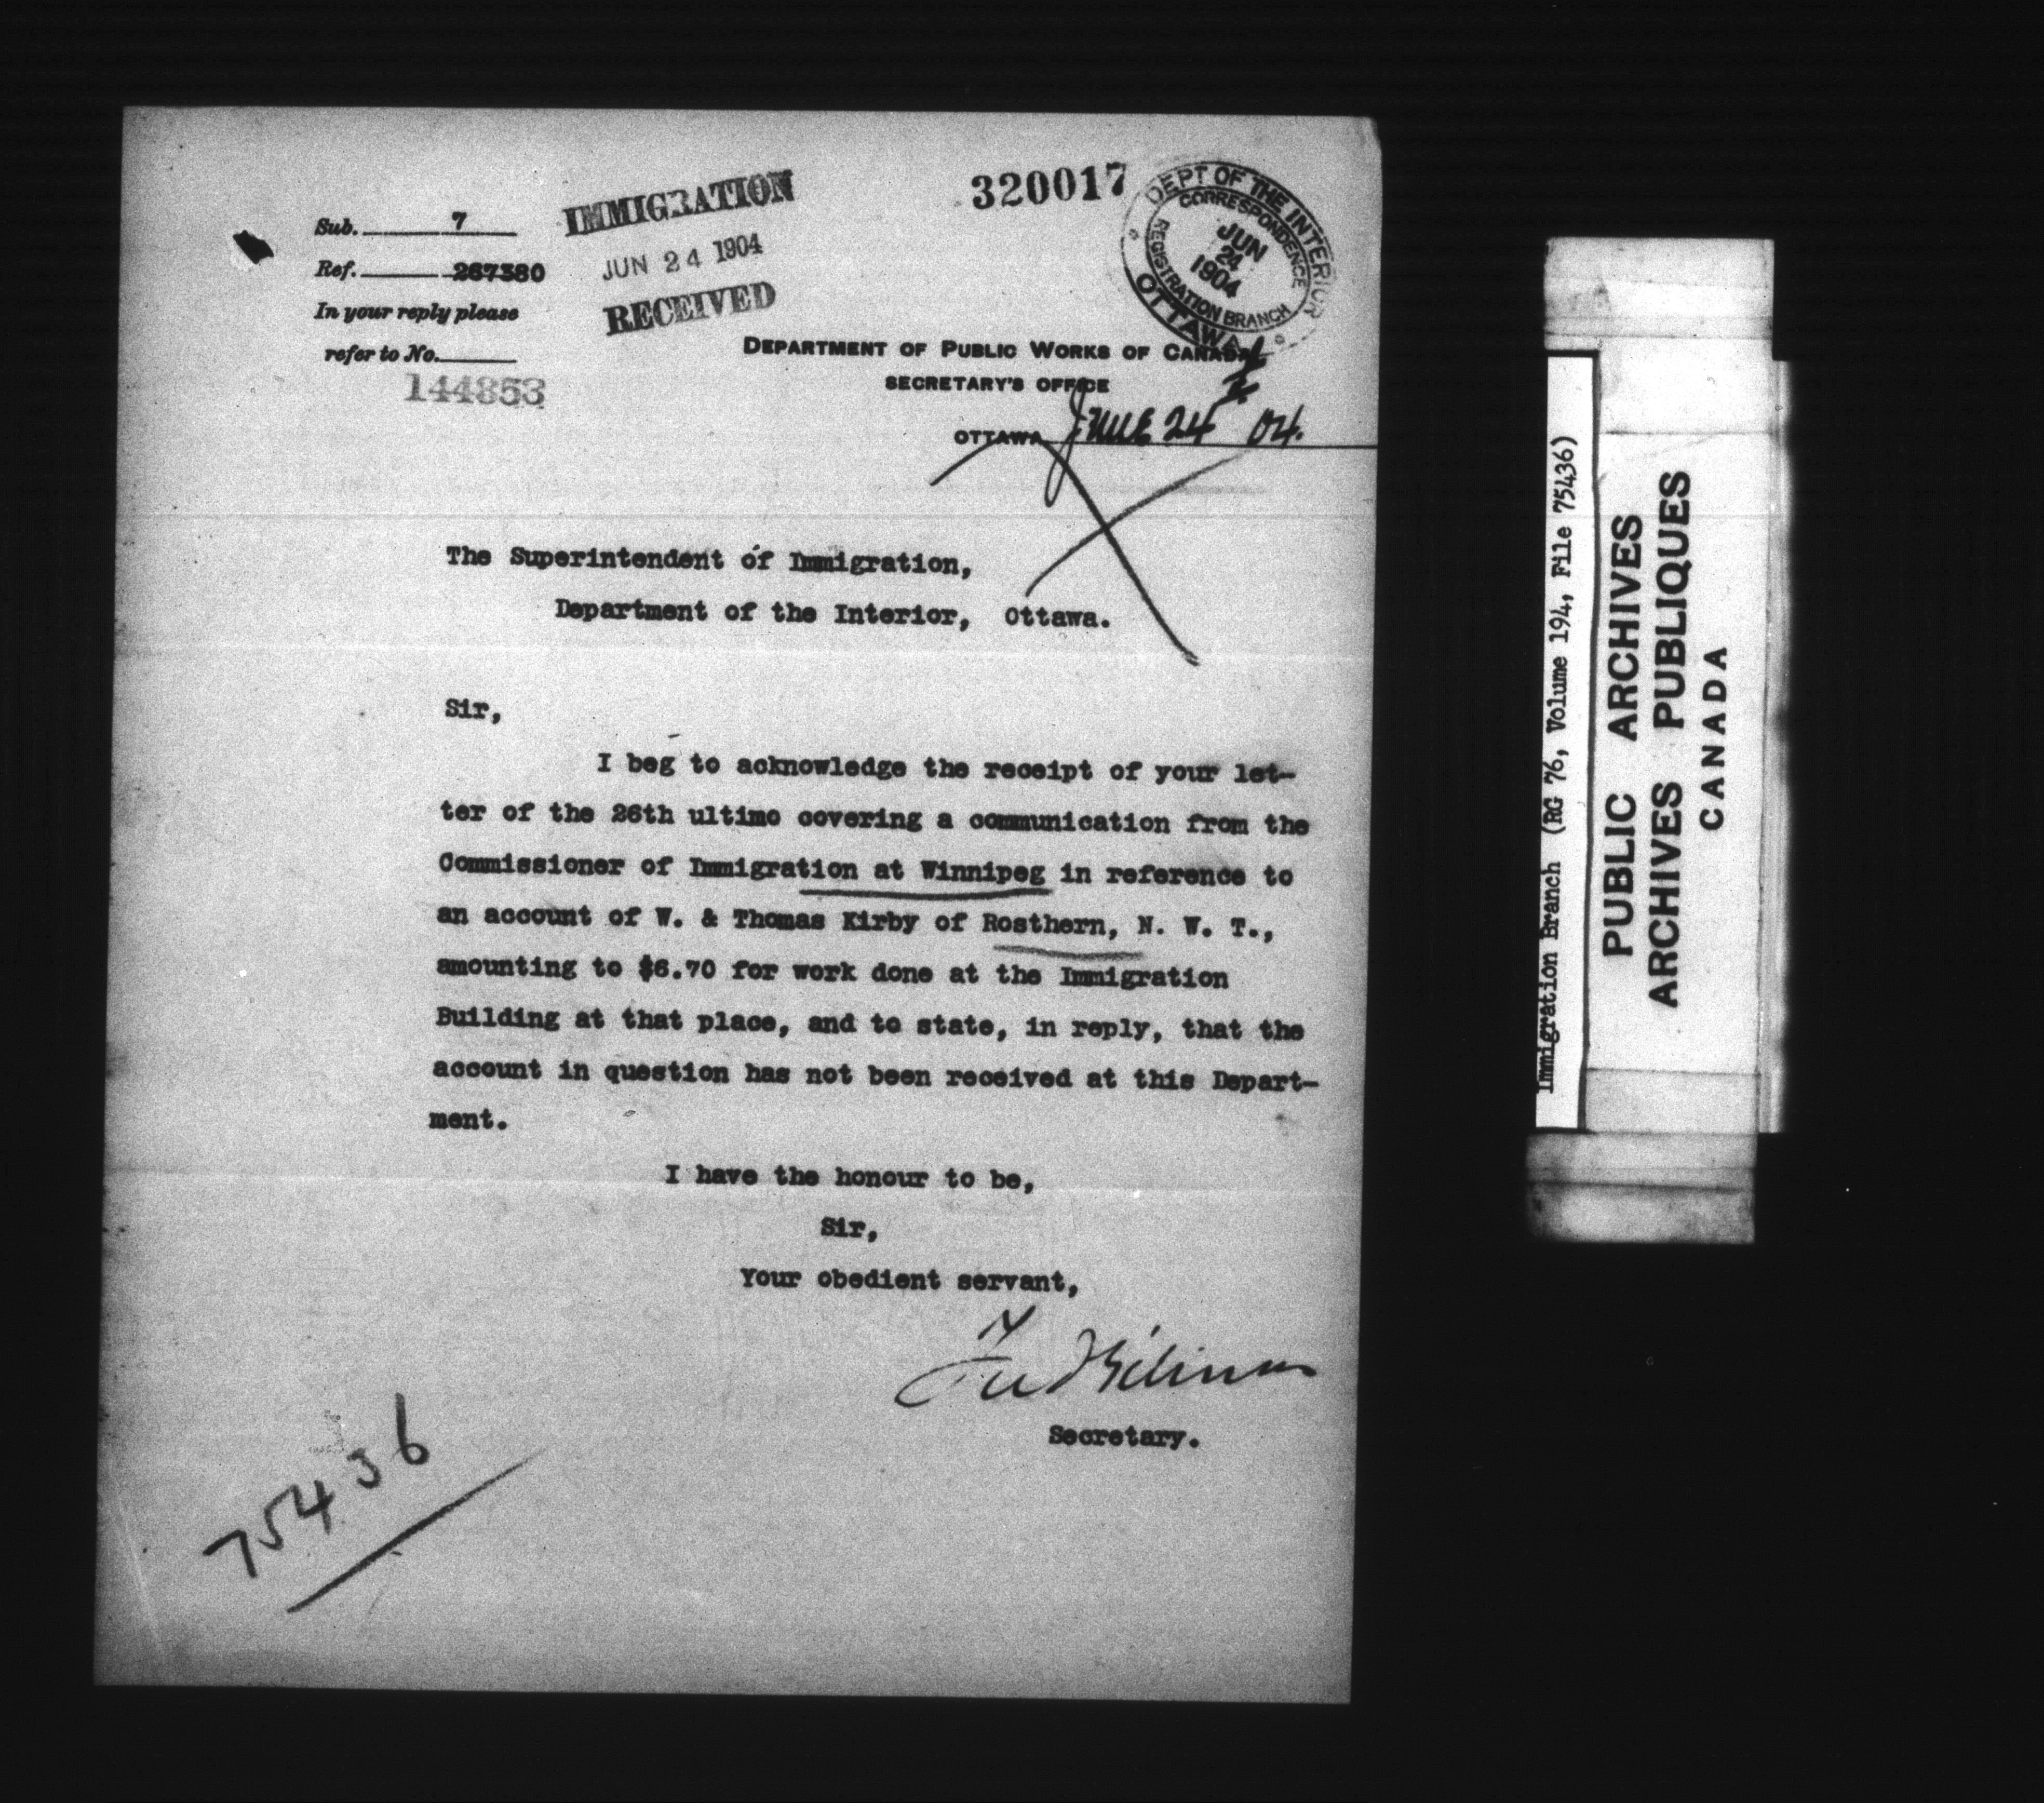 Sub. 7
Ref. 267380
In your reply please
refer to No.
144853
IMMIGRATION
JUN 24 1904
RECEIVED
320017
DEPT OF THE INTERIOR
CORRESPONDENCE
JUN
24
1904
REGISTRATION BRANCH
OTTAWA
DEPARTMENT OF PUBLIC WORKS OF CANADA
SECRETARY'S OFFICE
OTTAWA June 24 04.
The Superintendent of Immigration,
Department of the Interior, Ottawa.
Sir,
I beg to acknowledge the receipt of your let-
ter of the 26th ultimo covering a communication from the
Commissioner of Immigration at Winnipeg in reference to
an account of W. & Thomas Kirby of Rosthern, N. W. T.,
amounting to $6.70 for work done at the Immigration
Building at that place, and to state, in reply, that the
account in question has not been received at this Depart-
ment.
I have the honour to be,
Sir,
Your obedient servant,
Secretary.
75436
Immigration Branch (RG 76, Volume 194, File 75436)
PUBLIC ARCHIVES
ARCHIVES PUBLIQUES
CANADA